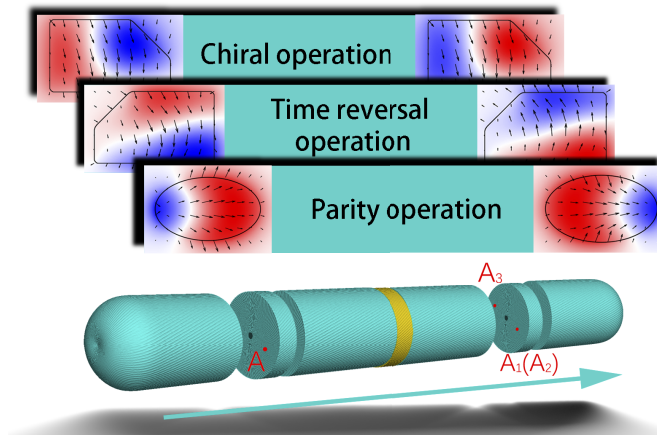 Chiral operation
Time reversal
operation
Parity operation
A₃
A
A₁(A₂)